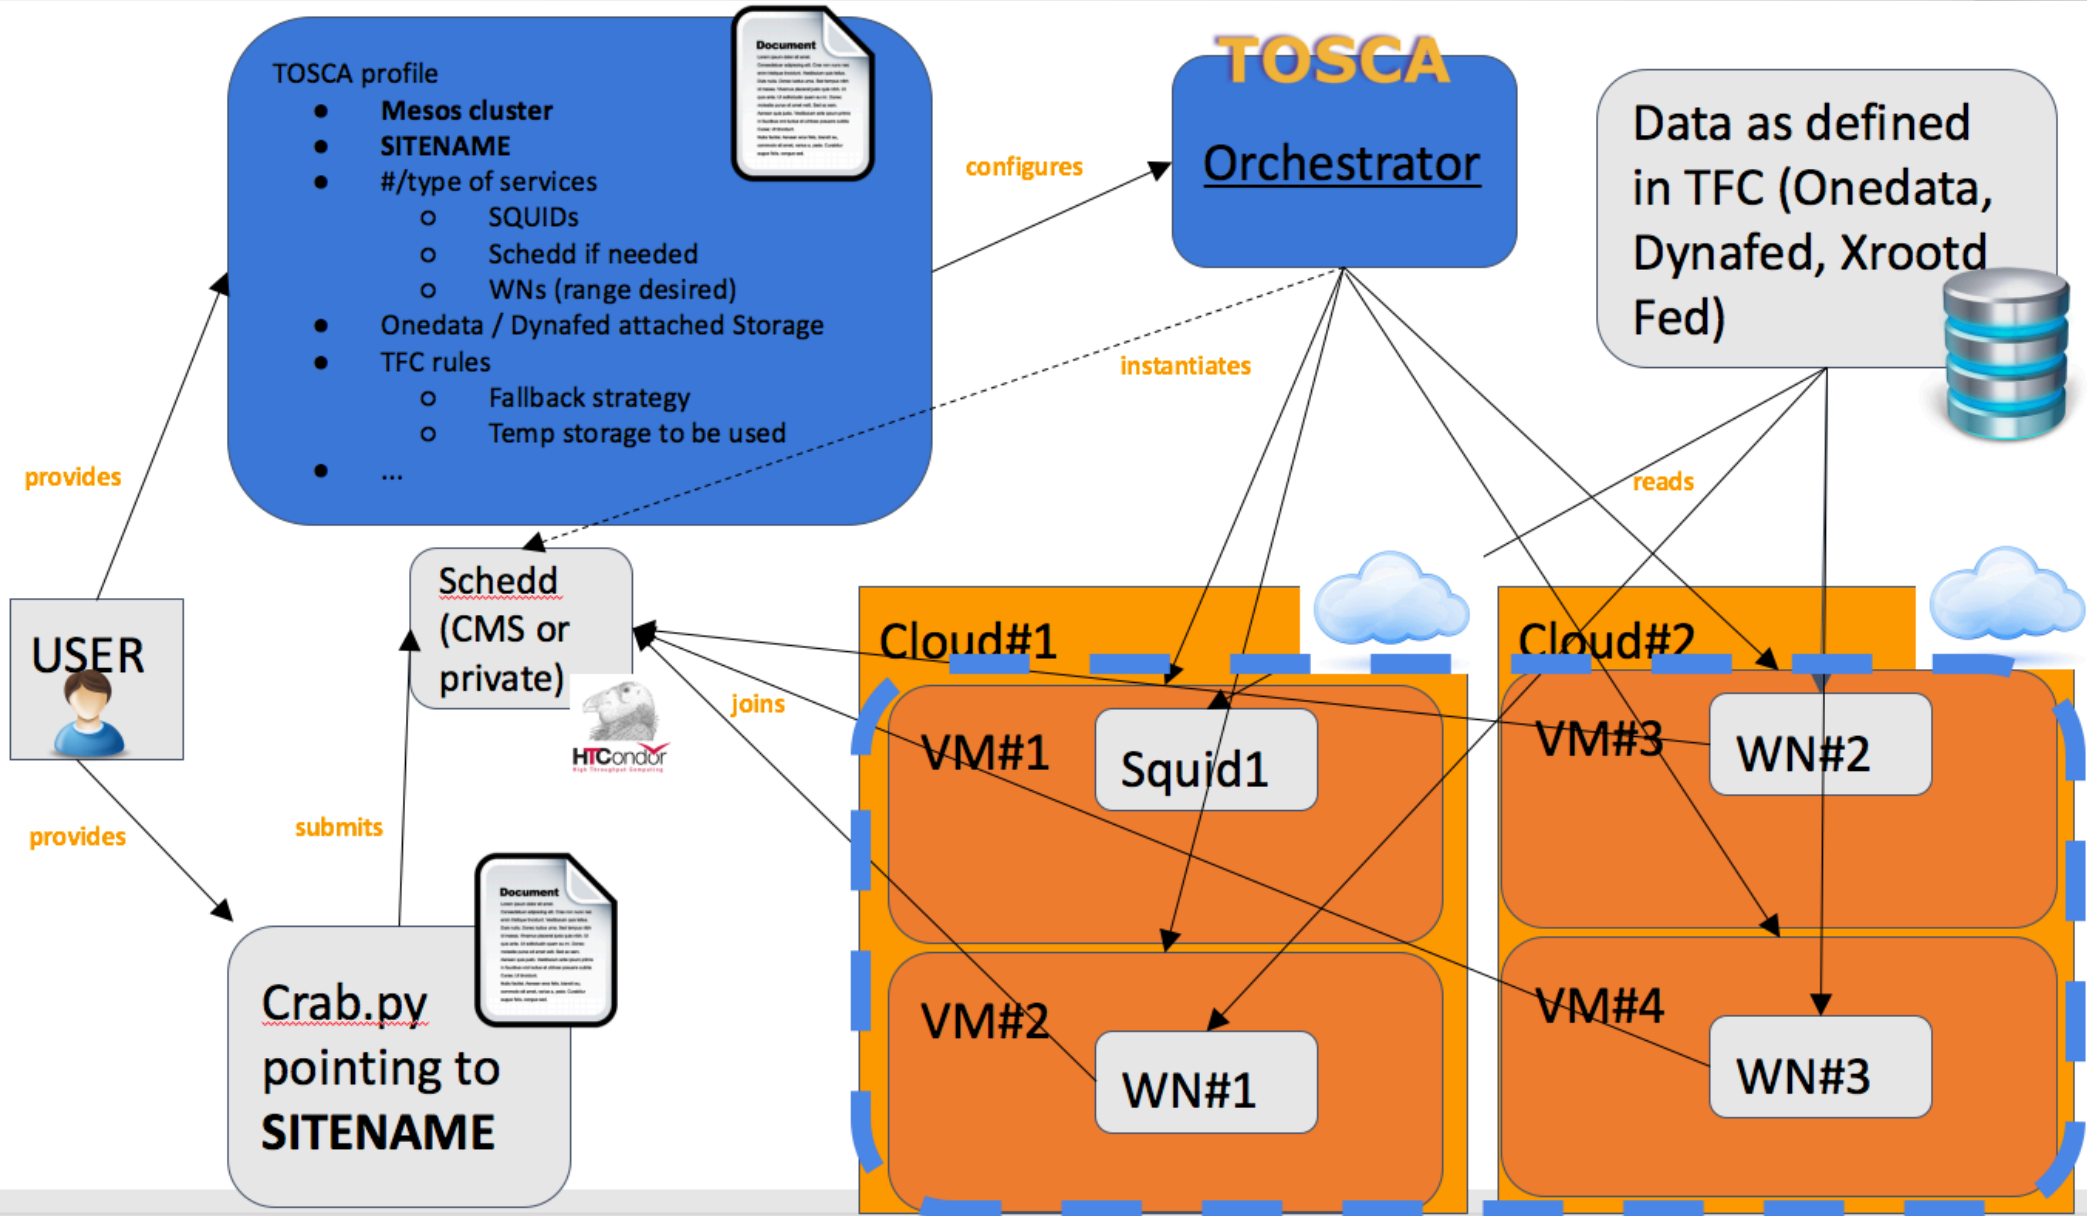 TOSCA profile
● Mesos cluster
● SITENAME
● #/type of services
○ SQUIDs
○ Schedd if needed
○ WNs (range desired)
● Onedata / Dynafed attached Storage
● TFC rules
○ Fallback strategy
○ Temp storage to be used
● ...
Document
configures
TOSCA
Orchestrator
Data as defined
in TFC (Onedata,
Dynafed, Xrootd
Fed)
instantiates
provides
reads
USER
Schedd
(CMS or
private)
HTCondor
High Throughput Computing
joins
provides
submits
Document
Crab.py
pointing to
SITENAME
Cloud#1
VM#1
Squid1
VM#2
WN#1
Cloud#2
VM#3
WN#2
VM#4
WN#3